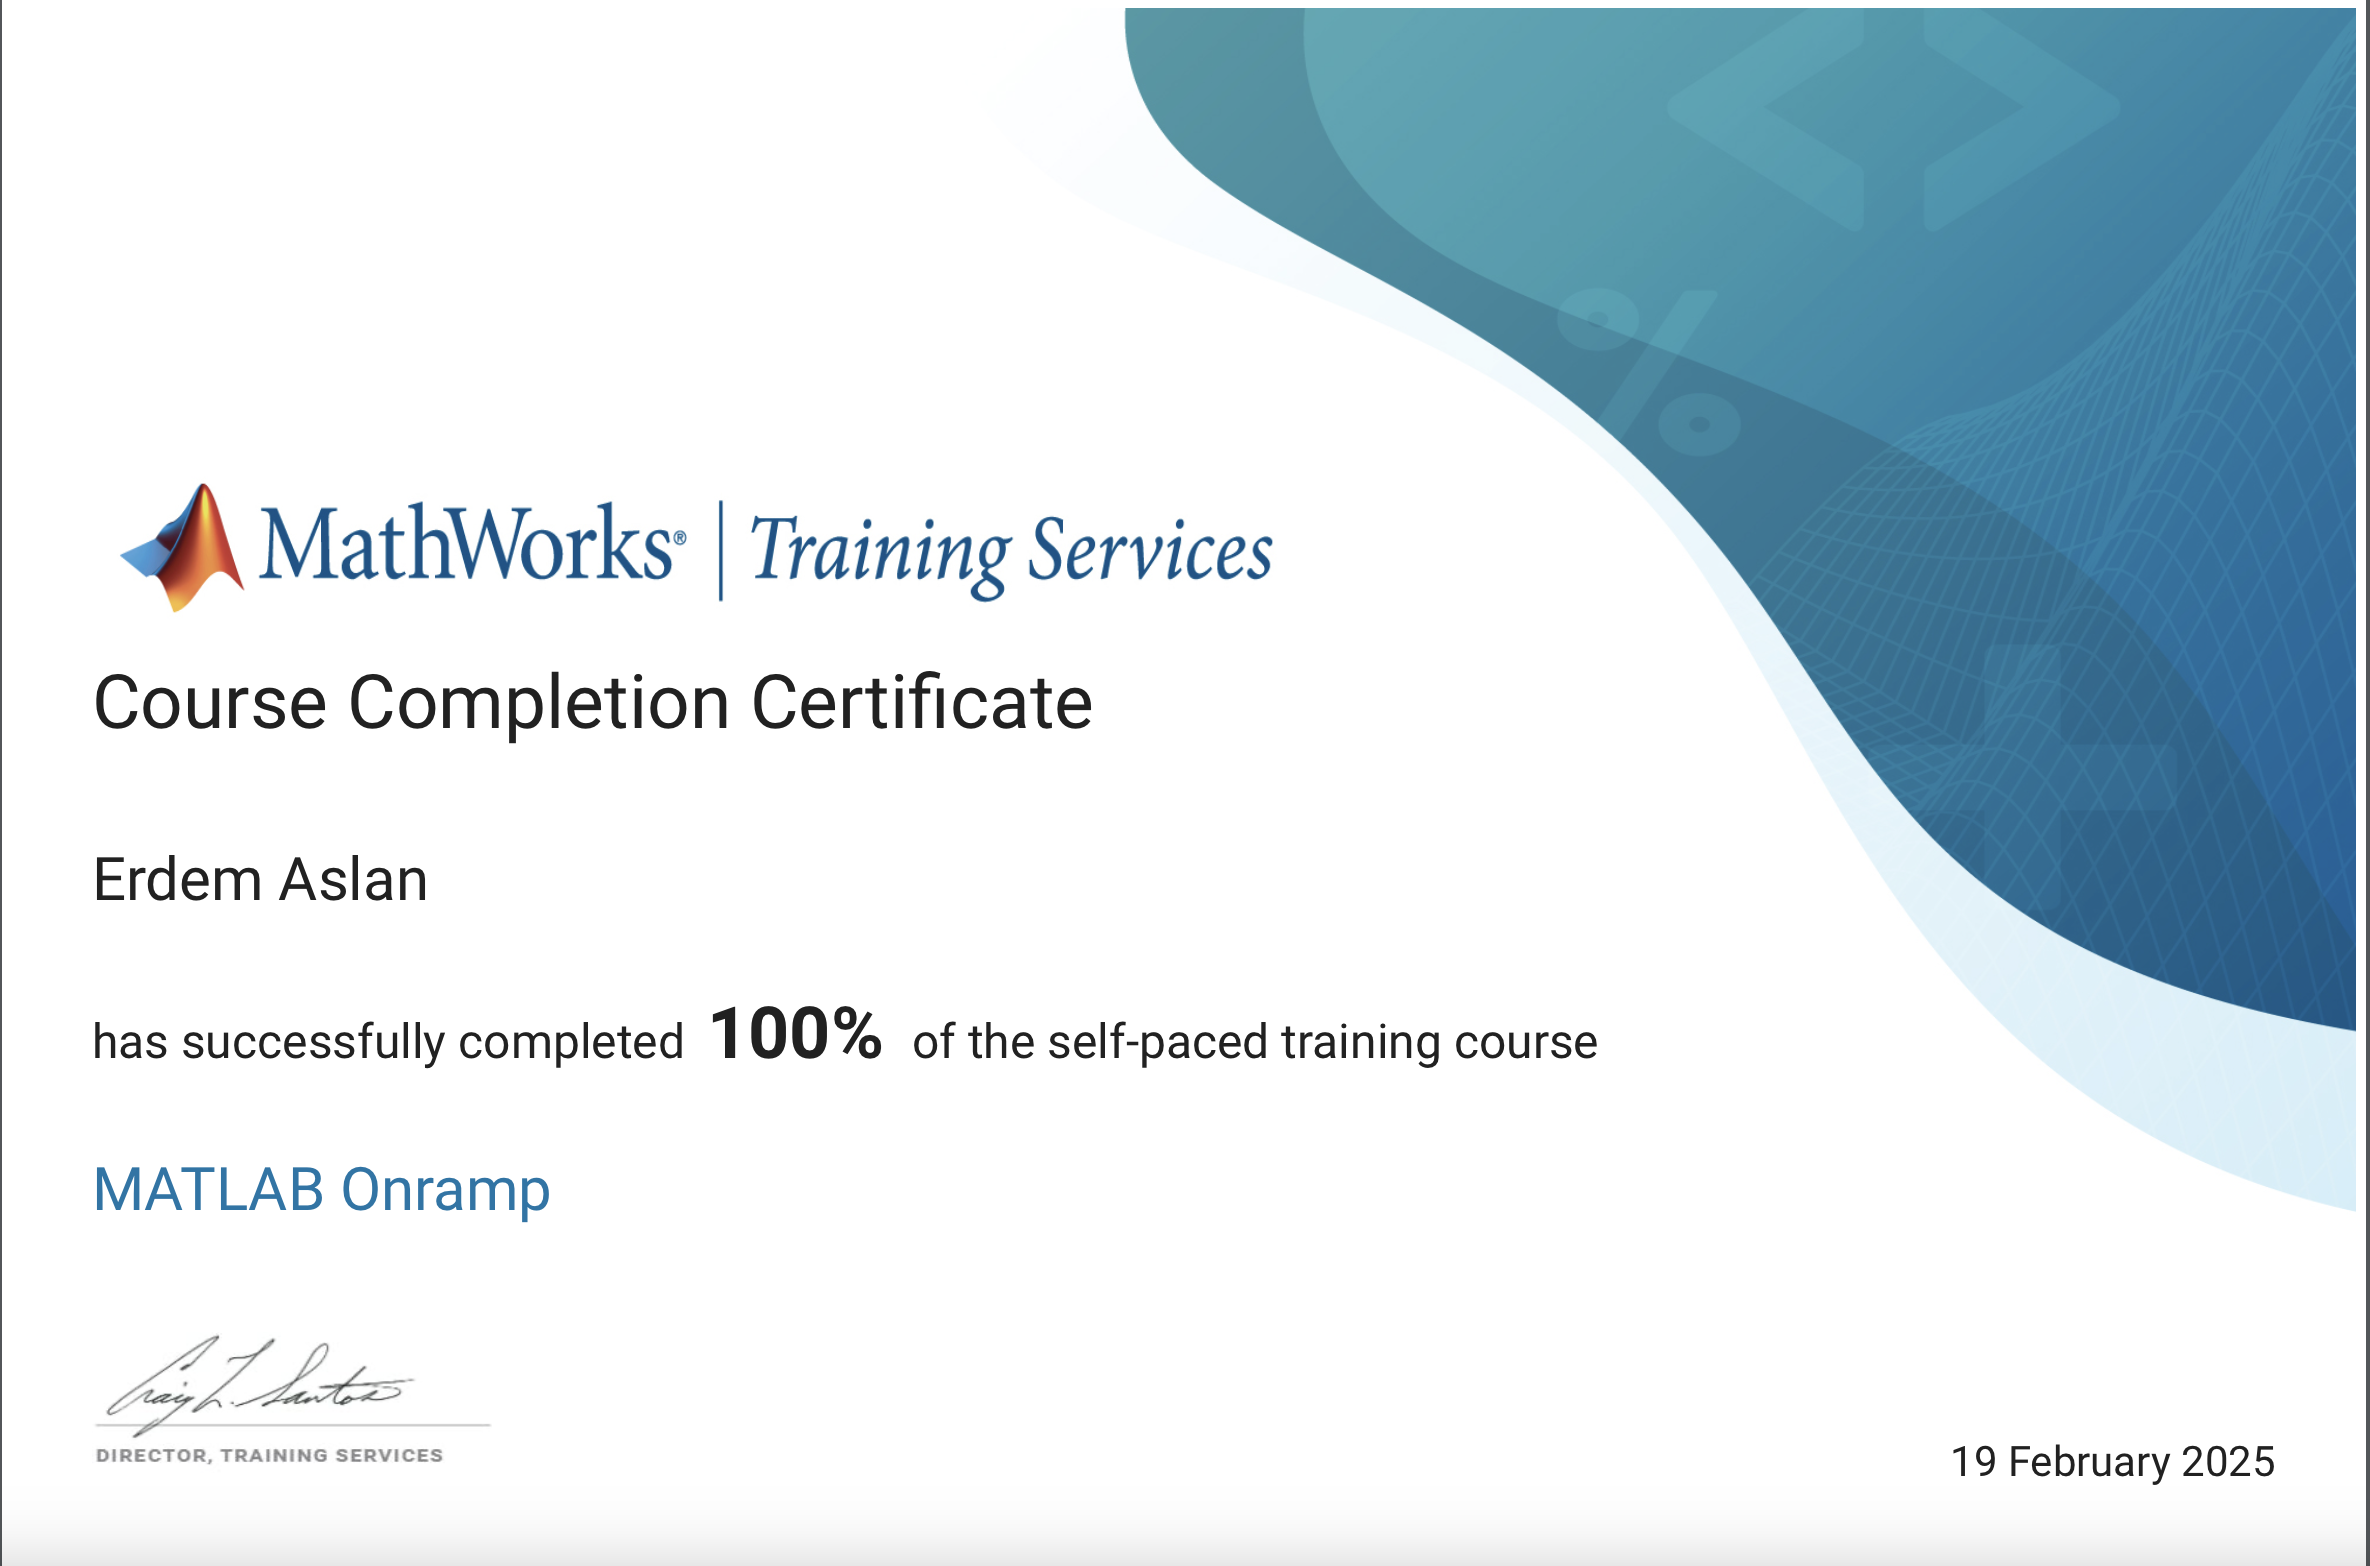 MathWorks® | Training Services
Course Completion Certificate
Erdem Aslan
has successfully completed 100% of the self-paced training course
MATLAB Onramp
Craig L. Santos
DIRECTOR, TRAINING SERVICES
19 February 2025